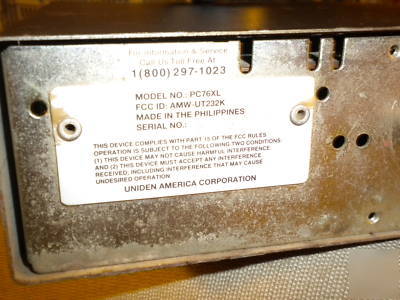 For Information & Service
Call Us Toll Free At
1(800) 297-1023
MODEL NO.: PC76XL
FCC ID: AMW-UT232K
MADE IN THE PHILIPPINES
SERIAL NO.:
THIS DEVICE COMPLIES WITH PART 15 OF THE FCC RULES
OPERATION IS SUBJECT TO THE FOLLOWING TWO CONDITIONS
(1) THIS DEVICE MAY NOT CAUSE HARMFUL INTERFERENCE
AND (2) THIS DEVICE MUST ACCEPT ANY INTERFERENCE
RECEIVED, INCLUDING INTERFERENCE THAT MAY CAUSE
UNDESIRED OPERATION
UNIDEN AMERICA CORPORATION